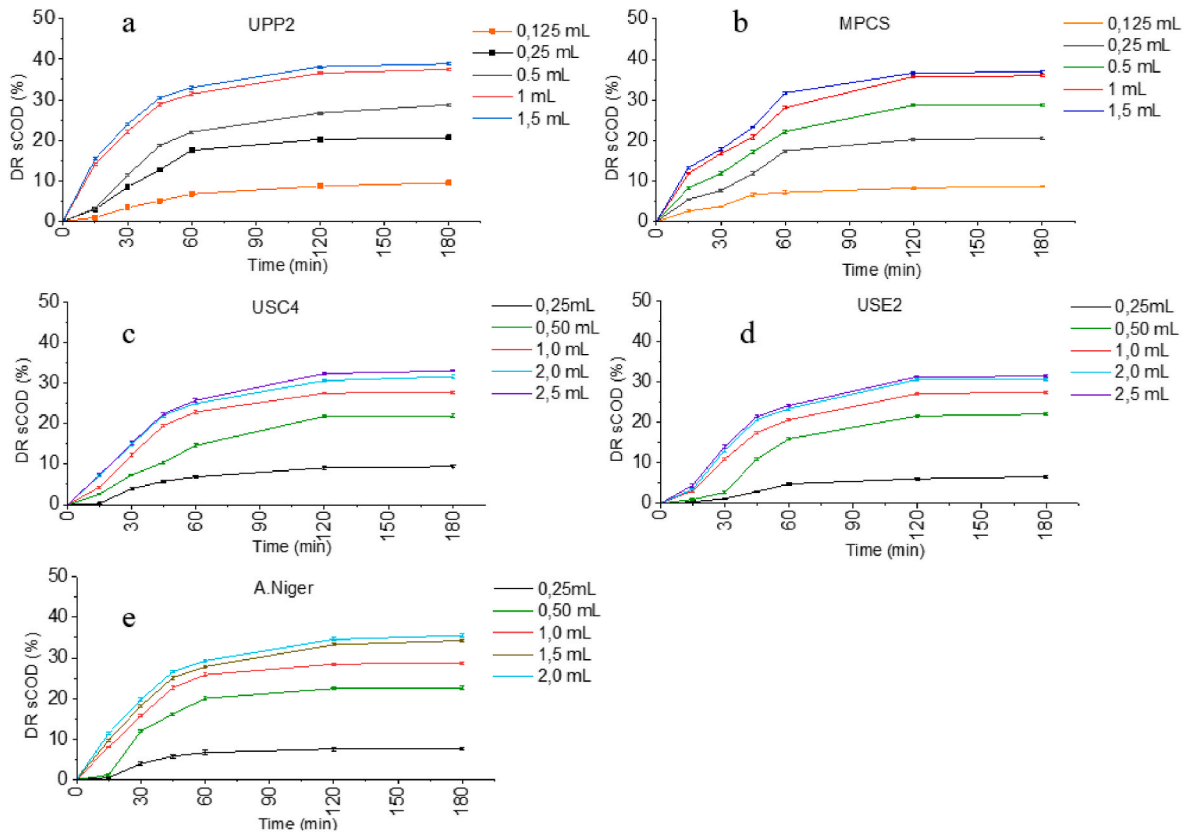 a
UPP2
50
40
30
20
10
0
DR sCOD (%)
0
30
60
90
120
150
180
Time (min)
0,125 mL
0,25 mL
0.5 mL
1 mL
1,5 mL
b
MPCS
50
40
30
20
10
0
DR sCOD (%)
0
30
60
90
120
150
180
Time (min)
0,125 mL
0,25 mL
0.5 mL
1 mL
1,5 mL
c
USC4
50
40
30
20
10
0
DR sCOD (%)
0
30
60
90
120
150
180
Time (min)
0,25mL
0,50 mL
1,0 mL
2,0 mL
2,5 mL
d
USE2
50
40
30
20
10
0
DR sCOD (%)
0
30
60
90
120
150
180
Time (min)
0,25mL
0,50 mL
1,0 mL
2,0 mL
2,5 mL
e
A.Niger
50
40
30
20
10
0
DR sCOD (%)
0
30
60
90
120
150
180
Time (min)
0,25mL
0,50 mL
1,0 mL
1,5 mL
2,0 mL